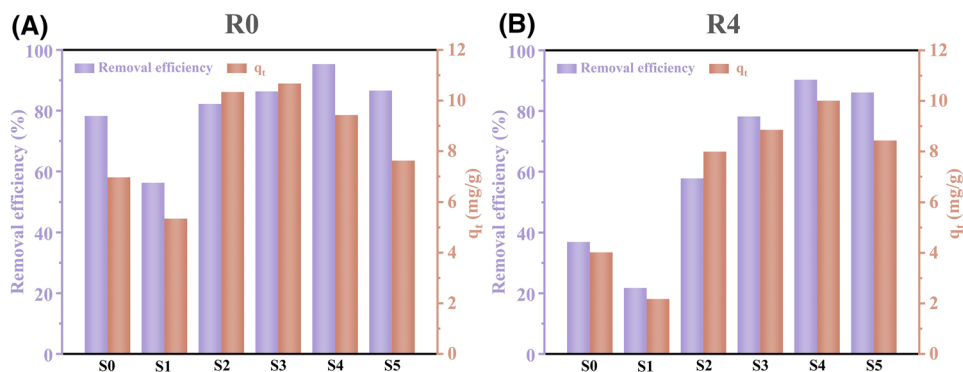 (A)
R0
Removal efficiency (%)
100
80
60
40
20
0
Removal efficiency
qt
12
10
8
6
4
2
0
qt (mg/g)
S0 S1 S2 S3 S4 S5
(B)
R4
Removal efficiency (%)
100
80
60
40
20
0
Removal efficiency
qt
12
10
8
6
4
2
0
qt (mg/g)
S0 S1 S2 S3 S4 S5